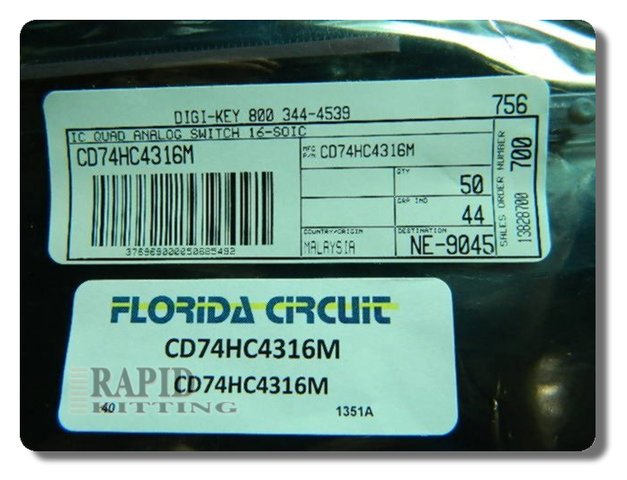 DIGI-KEY 800 344-4539
756
IC QUAD ANALOG SWITCH 16-SOIC
CD74HC4316M
MFG P/N CD74HC4316M
QTY
50
GRP IND
44
COUNTRY/ORIGIN
MALAYSIA
DESTINATION
NE-9045
SALES ORDER NUMBER
13828700
700
3769690000050685492
FLORIDA CIRCUIT
CD74HC4316M
CD74HC4316M
RAPID
KITTING
40
1351A